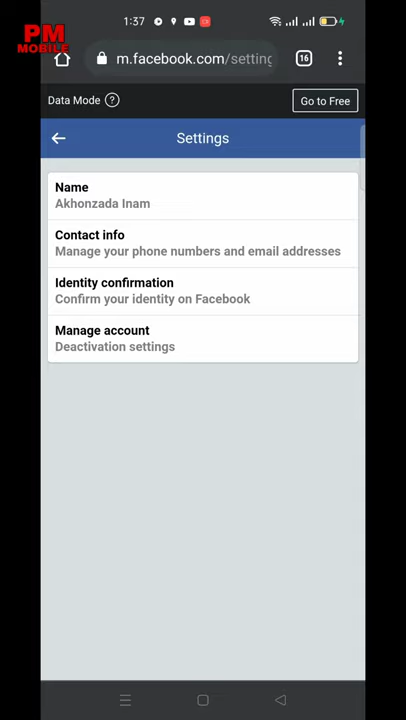 PM
MOBILE
1:37
m.facebook.com/setting
16
Data Mode ?
Go to Free
Settings
Name
Akhonzada Inam
Contact info
Manage your phone numbers and email addresses
Identity confirmation
Confirm your identity on Facebook
Manage account
Deactivation settings